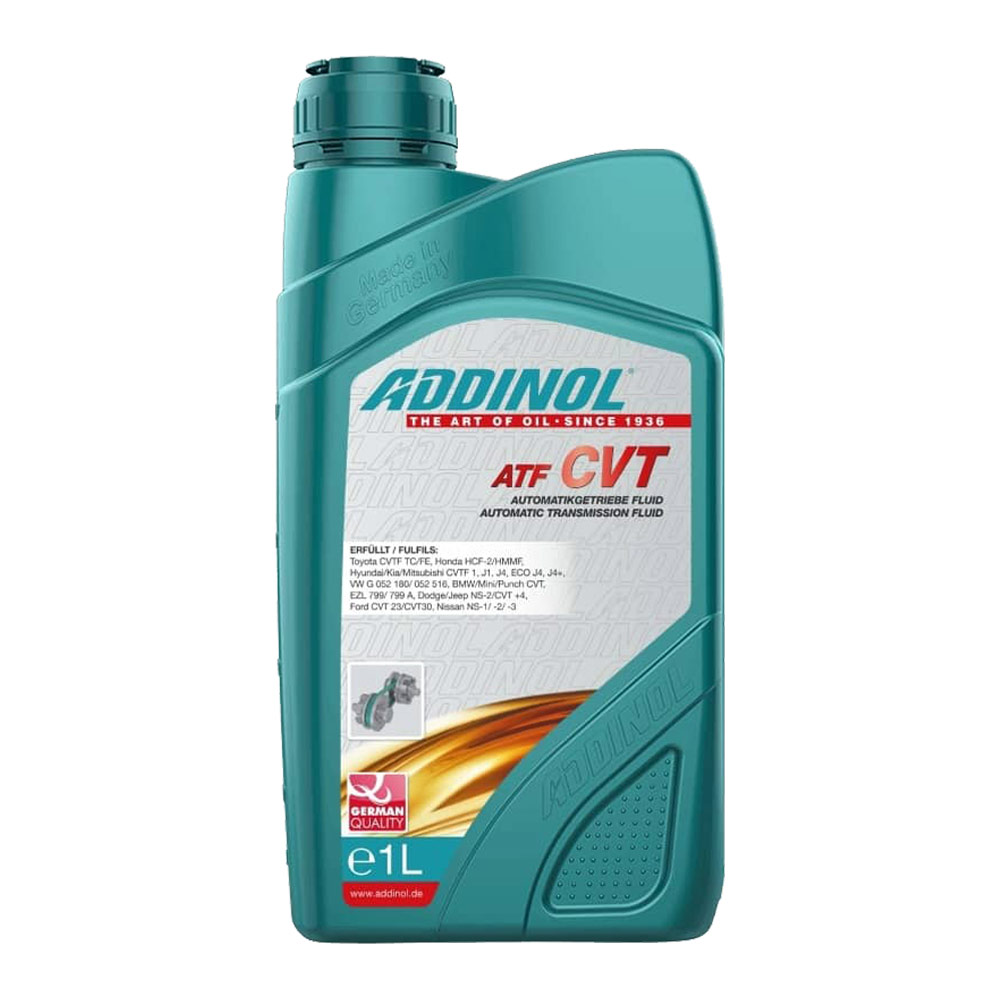 Made in
Germany
ADDINOL®
THE ART OF OIL · SINCE 1936
ATF CVT
AUTOMATIKGETRIEBE FLUID
AUTOMATIC TRANSMISSION FLUID
ERFÜLLT / FULFILS:
Toyota CVTF TC/FE, Honda HCF-2/HMMF,
Hyundai/Kia/Mitsubishi CVTF 1, J1, J4, ECO J4, J4+,
VW G 052 180/ 052 516, BMW/Mini/Punch CVT,
EZL 799/ 799 A, Dodge/Jeep NS-2/CVT +4,
Ford CVT 23/CVT30, Nissan NS-1/ -2/ -3
ADDINOL
GERMAN
QUALITY
e1L
www.addinol.de